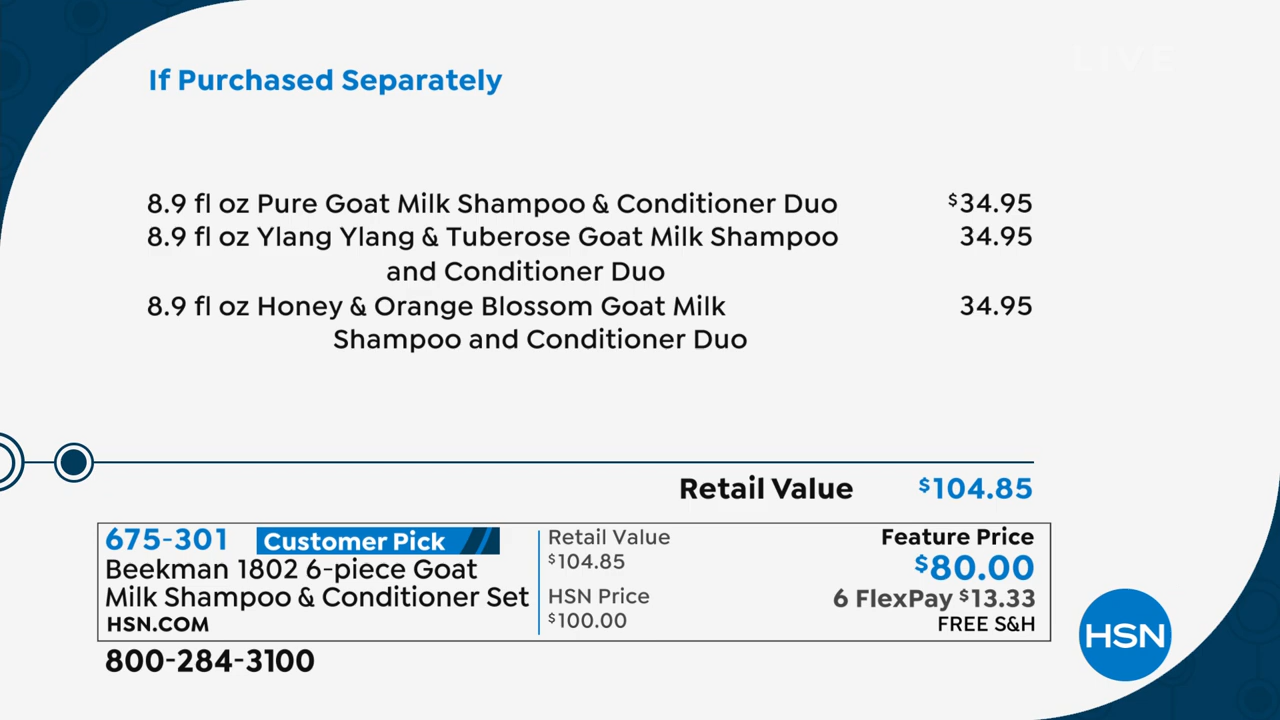 LIVE
If Purchased Separately
8.9 fl oz Pure Goat Milk Shampoo & Conditioner Duo $34.95
8.9 fl oz Ylang Ylang & Tuberose Goat Milk Shampoo 34.95
and Conditioner Duo
8.9 fl oz Honey & Orange Blossom Goat Milk 34.95
Shampoo and Conditioner Duo
Retail Value $104.85
675-301 Customer Pick
Beekman 1802 6-piece Goat
Milk Shampoo & Conditioner Set
HSN.COM
Retail Value
$104.85
HSN Price
$100.00
Feature Price
$80.00
6 FlexPay $13.33
FREE S&H
HSN
800-284-3100